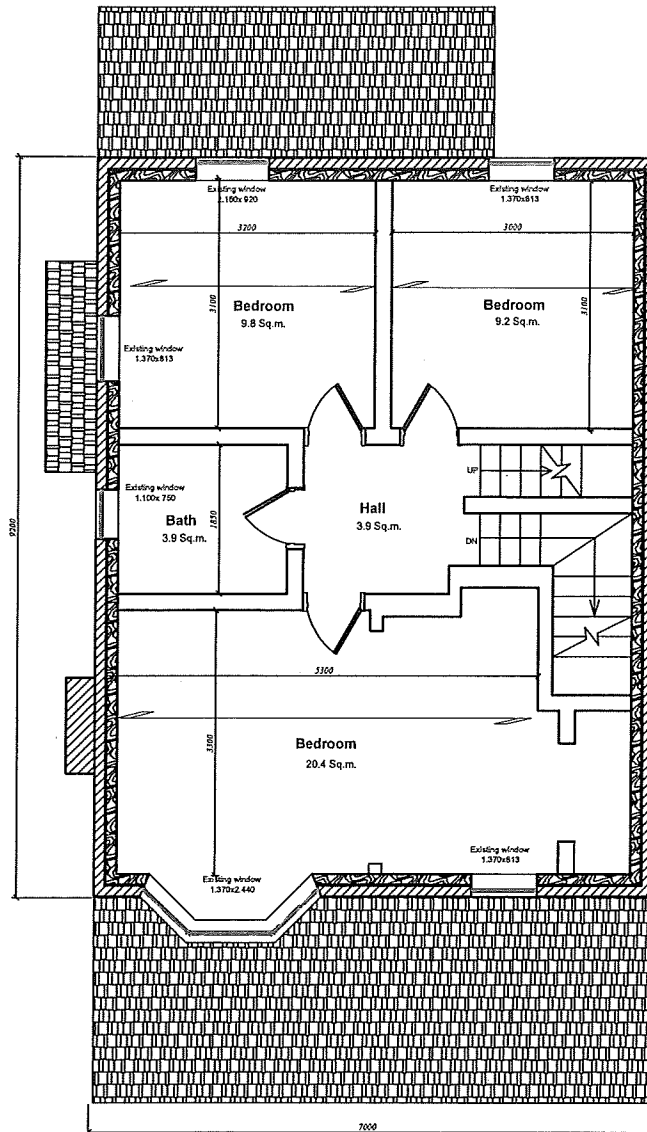 Existing window
2.160x 920
Existing window
1.370x613
3200
3000
3100
Bedroom
9.8 Sq.m.
Bedroom
9.2 Sq.m.
3100
Existing window
1.370x613
Existing window
1.100x 750
Bath
3.9 Sq.m.
1850
Hall
3.9 Sq.m.
UP
DN
9200
5300
3300
Bedroom
20.4 Sq.m.
Existing window
1.370x613
Existing window
1.370x2.440
7000